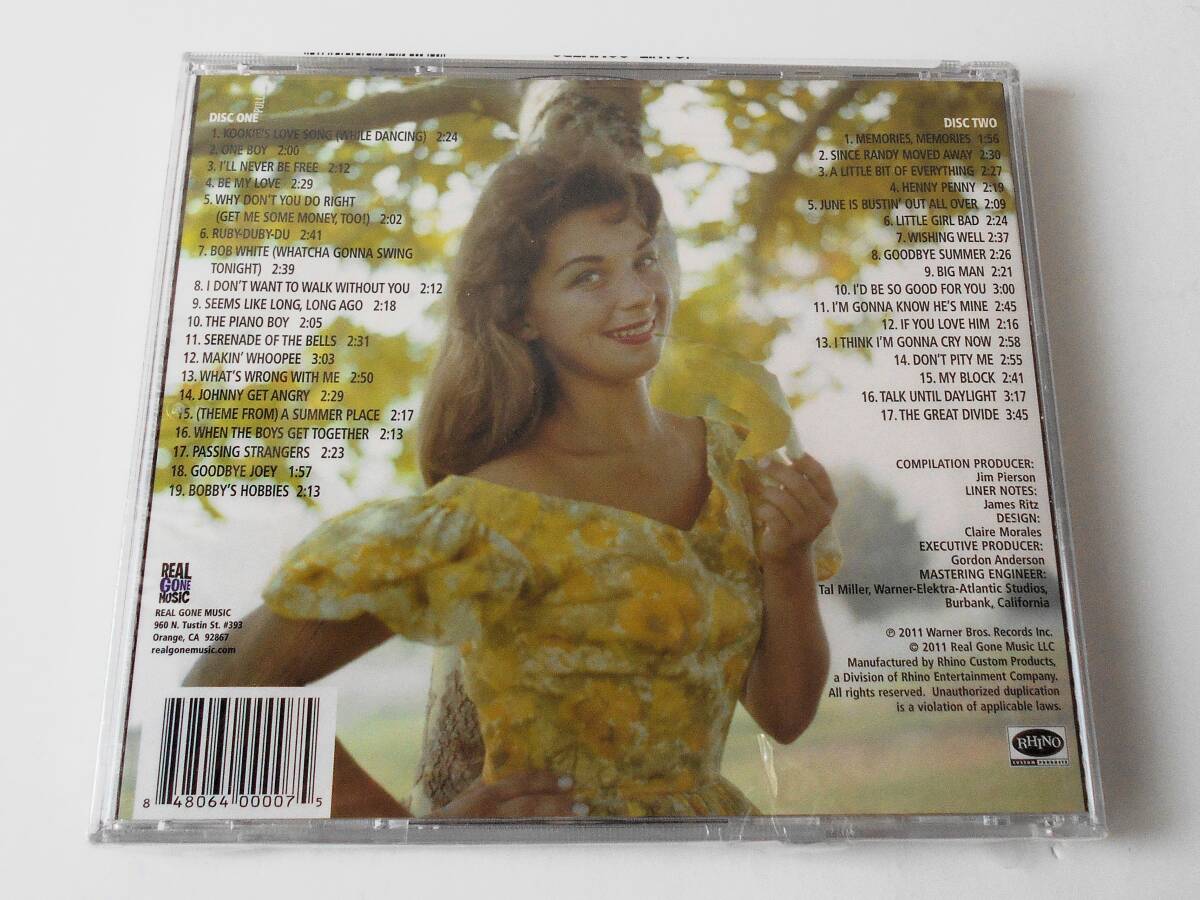 DISC ONE
PULL
1. KOOKIE'S LOVE SONG (WHILE DANCING) 2:24
2. ONE BOY 2:00
3. I'LL NEVER BE FREE 2:12
4. BE MY LOVE 2:29
5. WHY DON'T YOU DO RIGHT
(GET ME SOME MONEY, TOO!) 2:02
6. RUBY-DUBY-DU 2:41
7. BOB WHITE (WHATCHA GONNA SWING
TONIGHT) 2:39
8. I DON'T WANT TO WALK WITHOUT YOU 2:12
9. SEEMS LIKE LONG, LONG AGO 2:18
10. THE PIANO BOY 2:05
11. SERENADE OF THE BELLS 2:31
12. MAKIN' WHOOPEE 3:03
13. WHAT'S WRONG WITH ME 2:50
14. JOHNNY GET ANGRY 2:29
15. (THEME FROM) A SUMMER PLACE 2:17
16. WHEN THE BOYS GET TOGETHER 2:13
17. PASSING STRANGERS 2:23
18. GOODBYE JOEY 1:57
19. BOBBY'S HOBBIES 2:13
DISC TWO
1. MEMORIES, MEMORIES 1:56
2. SINCE RANDY MOVED AWAY 2:30
3. A LITTLE BIT OF EVERYTHING 2:27
4. HENNY PENNY 2:19
5. JUNE IS BUSTIN' OUT ALL OVER 2:09
6. LITTLE GIRL BAD 2:24
7. WISHING WELL 2:37
8. GOODBYE SUMMER 2:26
9. BIG MAN 2:21
10. I'D BE SO GOOD FOR YOU 3:00
11. I'M GONNA KNOW HE'S MINE 2:45
12. IF YOU LOVE HIM 2:16
13. I THINK I'M GONNA CRY NOW 2:58
14. DON'T PITY ME 2:55
15. MY BLOCK 2:41
16. TALK UNTIL DAYLIGHT 3:17
17. THE GREAT DIVIDE 3:45
COMPILATION PRODUCER:
Jim Pierson
LINER NOTES:
James Ritz
DESIGN:
Claire Morales
EXECUTIVE PRODUCER:
Gordon Anderson
MASTERING ENGINEER:
Tal Miller, Warner-Elektra-Atlantic Studios,
Burbank, California
℗ 2011 Warner Bros. Records Inc.
© 2011 Real Gone Music LLC
Manufactured by Rhino Custom Products,
a Division of Rhino Entertainment Company.
All rights reserved. Unauthorized duplication
is a violation of applicable laws.
RHINO
CUSTOM PRODUCTS
REAL
GONE
MUSIC
REAL GONE MUSIC
960 N. Tustin St. #393
Orange, CA 92867
realgonemusic.com
8 48064 00007 5